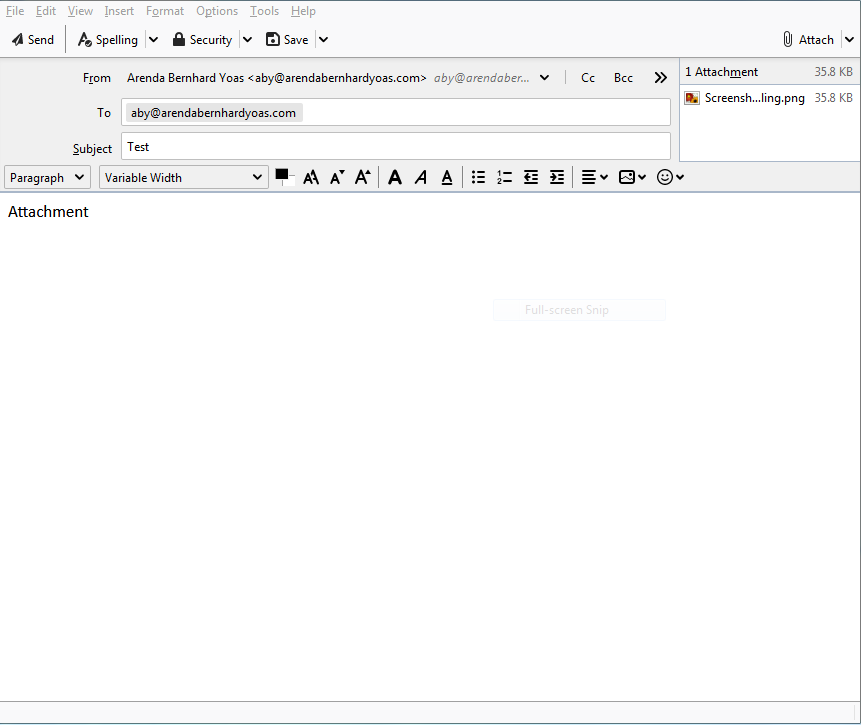 File Edit View Insert Format Options Tools Help
Send Spelling Security Save Attach
From Arenda Bernhard Yoas <aby@arendabernhardyoas.com> aby@arendaber... Cc Bcc
1 Attachment 35.8 KB
Screensh...ling.png 35.8 KB
To aby@arendabernhardyoas.com
Subject Test
Paragraph Variable Width
Attachment
Full-screen Snip